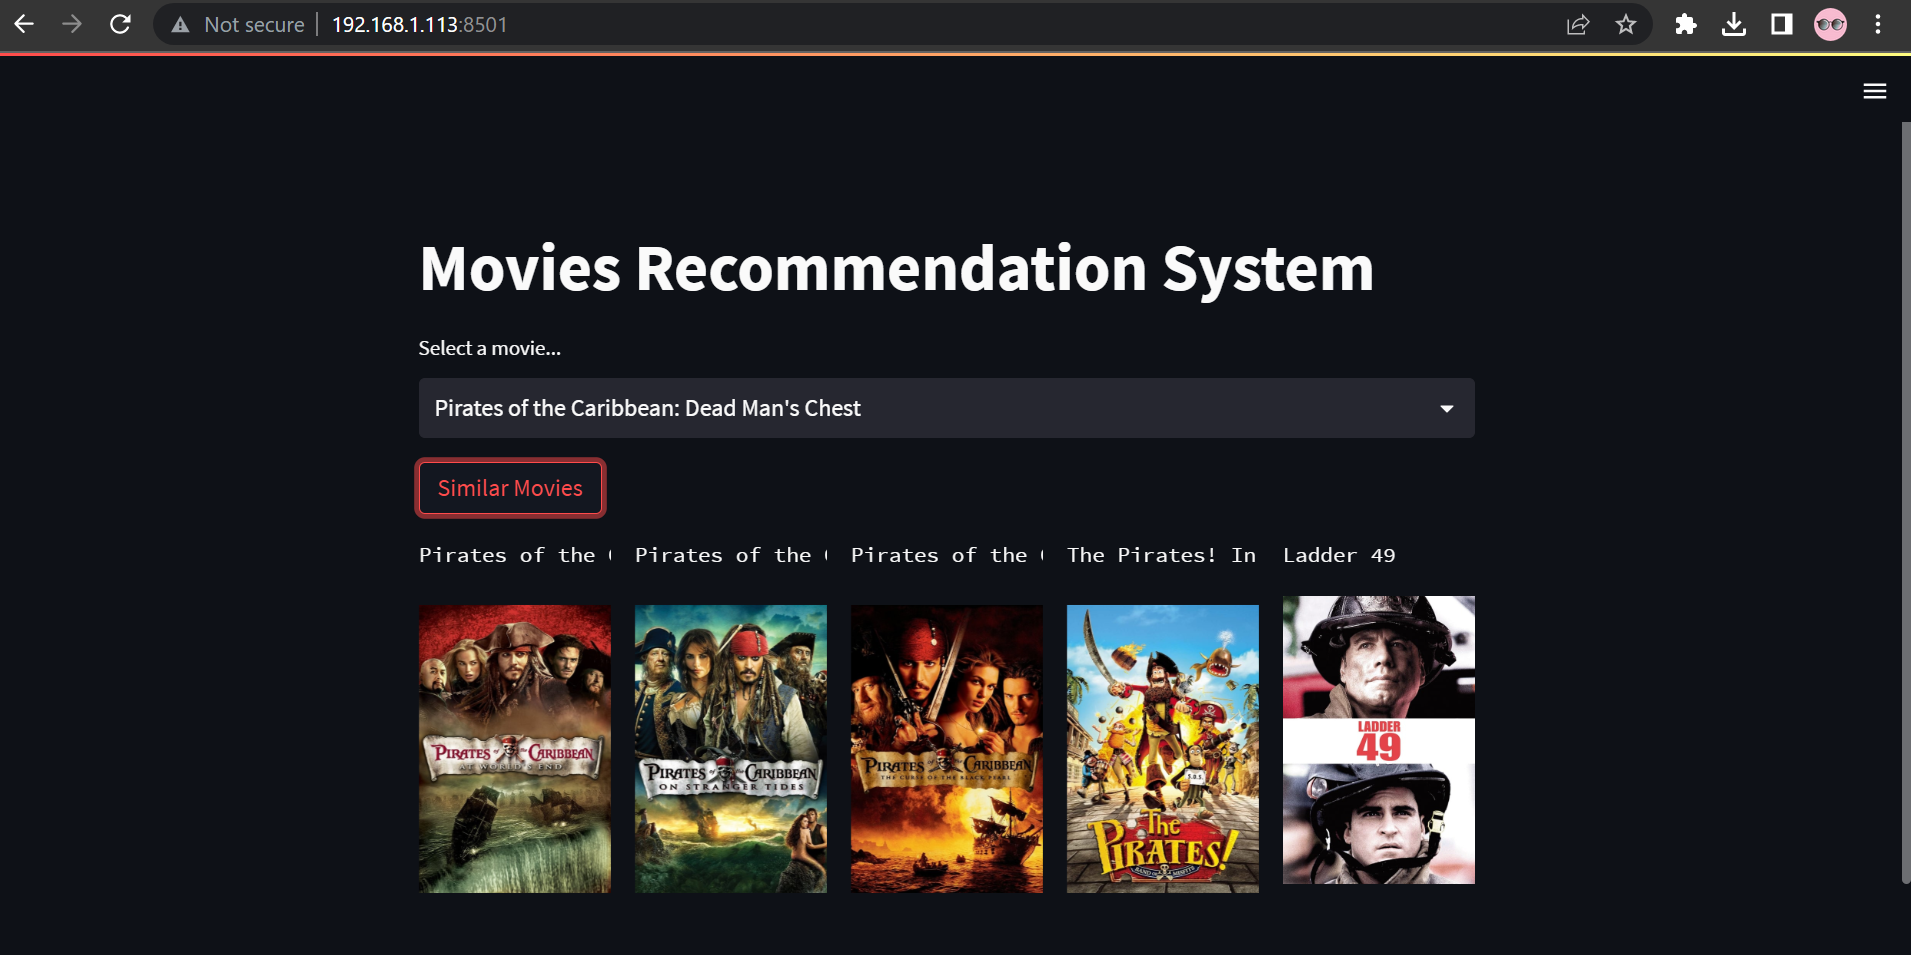 Not secure | 192.168.1.113:8501
Movies Recommendation System
Select a movie...
Pirates of the Caribbean: Dead Man's Chest
Similar Movies
Pirates of the
Pirates of the
Pirates of the
The Pirates! In
Ladder 49
PIRATES of the CARIBBEAN
AT WORLD'S END
PIRATES of the CARIBBEAN
ON STRANGER TIDES
PIRATES of the CARIBBEAN
THE CURSE OF THE BLACK PEARL
The
PIRATES!
BAND OF MISFITS
LADDER
49